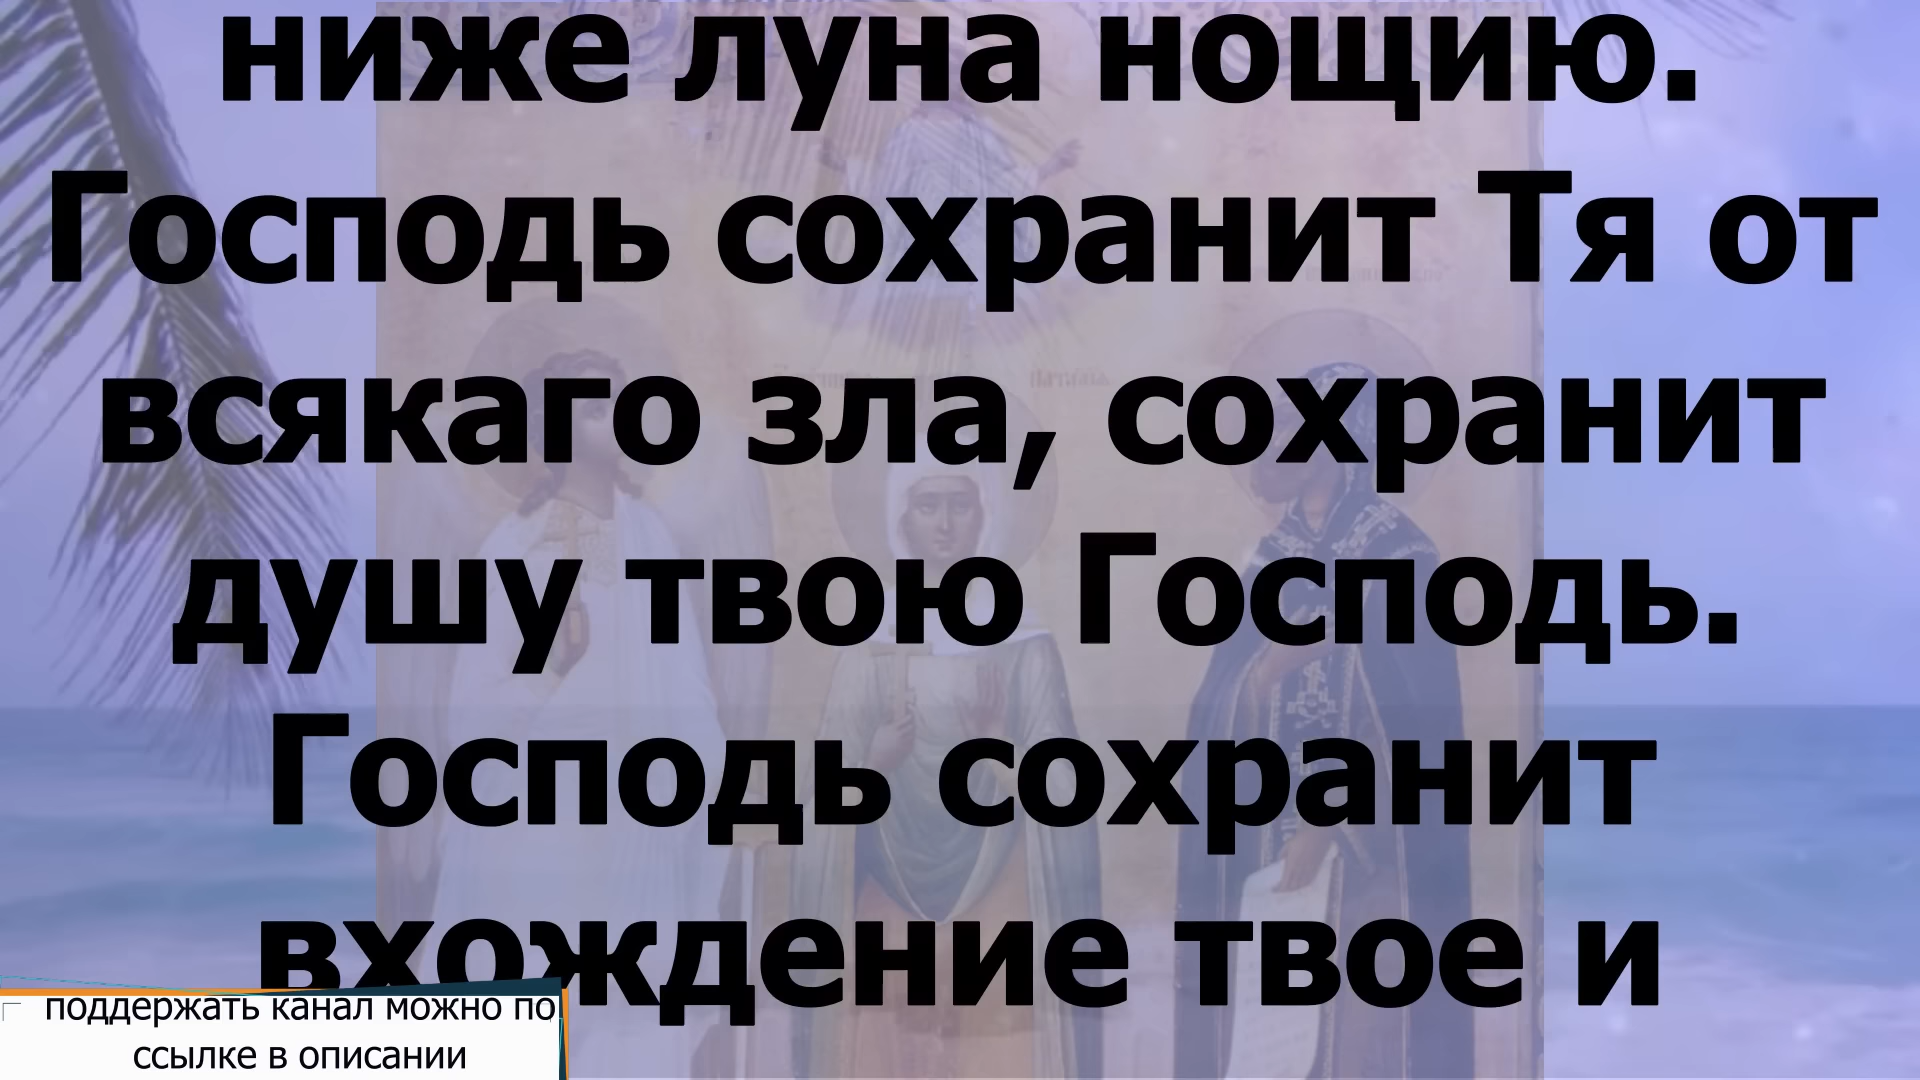 ниже луна нощию.
Господь сохранит Тя от
всякаго зла, сохранит
душу твою Господь.
Господь сохранит
вхождение твое и
поддержать канал можно по
ссылке в описании